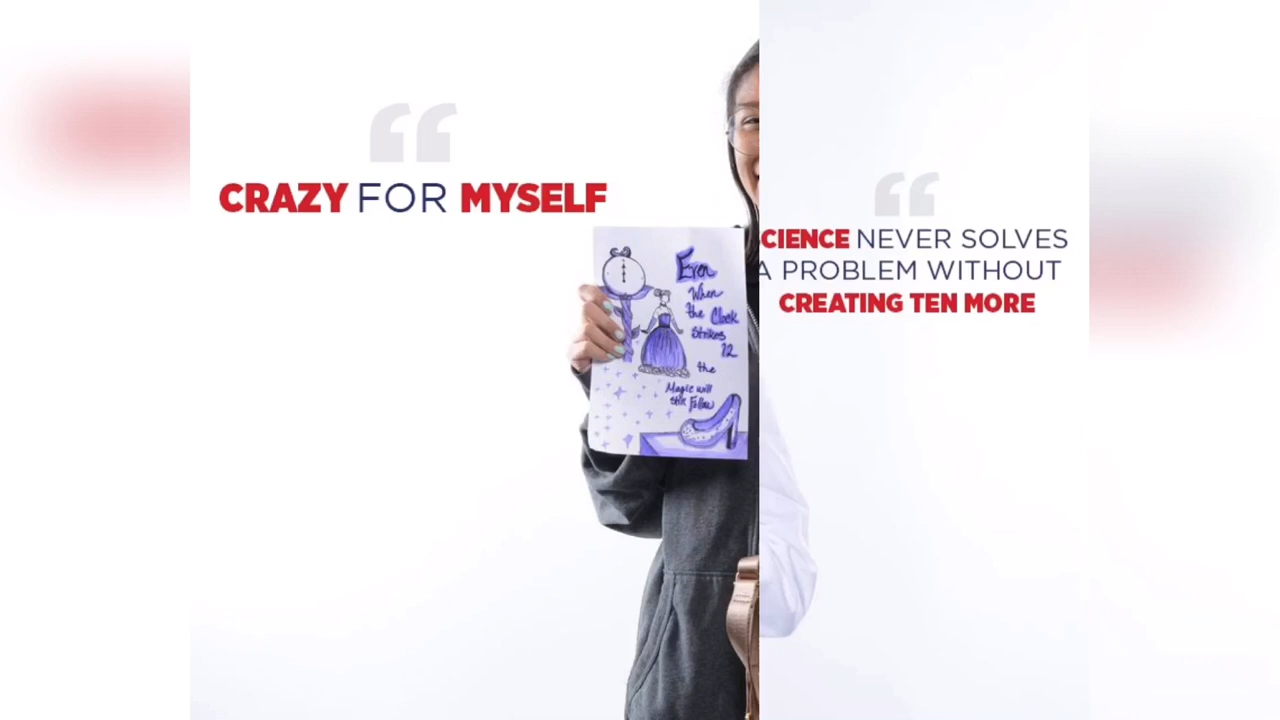 CRAZY FOR MYSELF
Even
When
the Clock
Strikes
12
the
Magic will
Still Follow
CIENCE NEVER SOLVES
A PROBLEM WITHOUT
CREATING TEN MORE